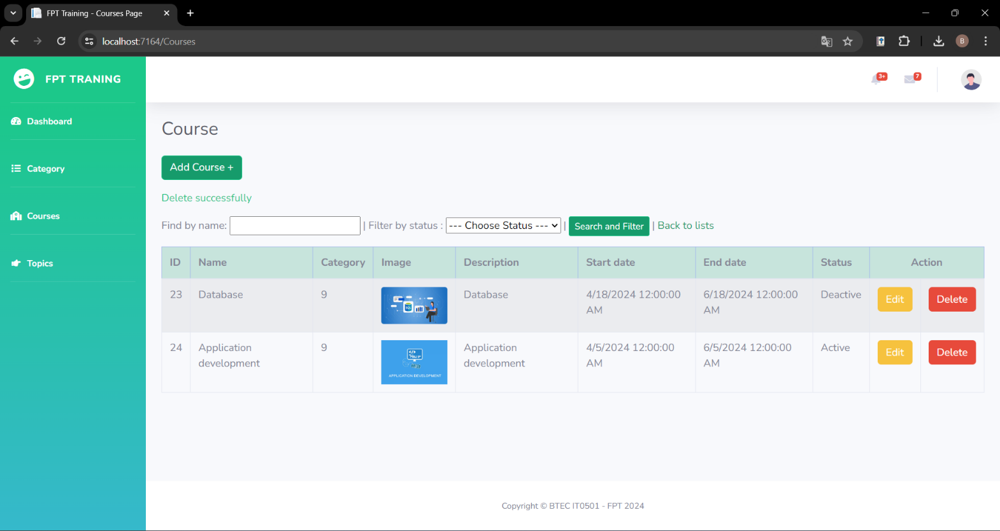 FPT Training - Courses Page
localhost:7164/Courses
B
FPT TRANING
3+
7
Dashboard
Category
Courses
Topics
Course
Add Course +
Delete successfully
Find by name: | Filter by status : --- Choose Status --- | Search and Filter | Back to lists
ID Name Category Image Description Start date End date Status Action
23 Database 9 Database 4/18/2024 12:00:00 6/18/2024 12:00:00 Deactive Edit Delete
AM AM
SQL
24 Application 9 Application 4/5/2024 12:00:00 6/5/2024 12:00:00 Active Edit Delete
development development AM AM
APPLICATION DEVELOPMENT
Copyright © BTEC IT0501 - FPT 2024